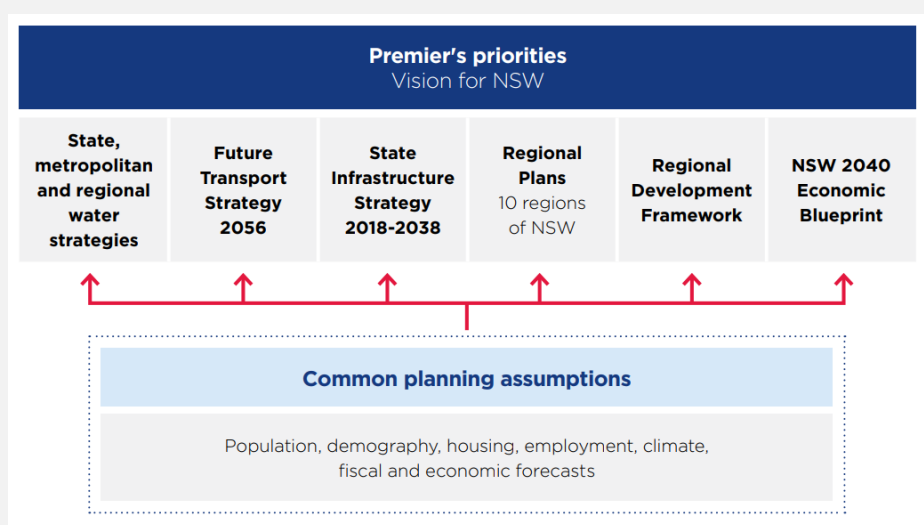 Premier's priorities
Vision for NSW
State,
metropolitan
and regional
water
strategies
Future
Transport
Strategy
2056
State
Infrastructure
Strategy
2018-2038
Regional
Plans
10 regions
of NSW
Regional
Development
Framework
NSW 2040
Economic
Blueprint
Common planning assumptions
Population, demography, housing, employment, climate,
fiscal and economic forecasts